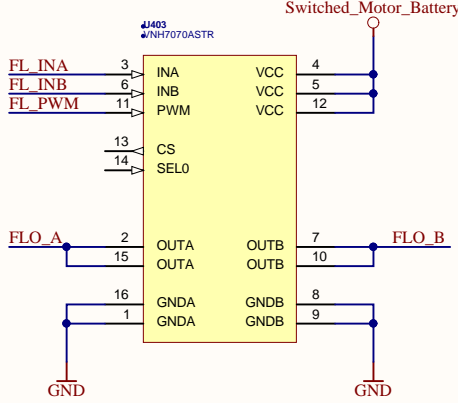 Switched_Motor_Battery
U403
VNH7070ASTR
FL_INA 3 INA VCC 4
FL_INB 6 INB VCC 5
FL_PWM 11 PWM VCC 12
13 CS
14 SEL0
FLO_A 2 OUTA OUTB 7 FLO_B
15 OUTA OUTB 10
16 GNDA GNDB 8
1 GNDA GNDB 9
GND GND